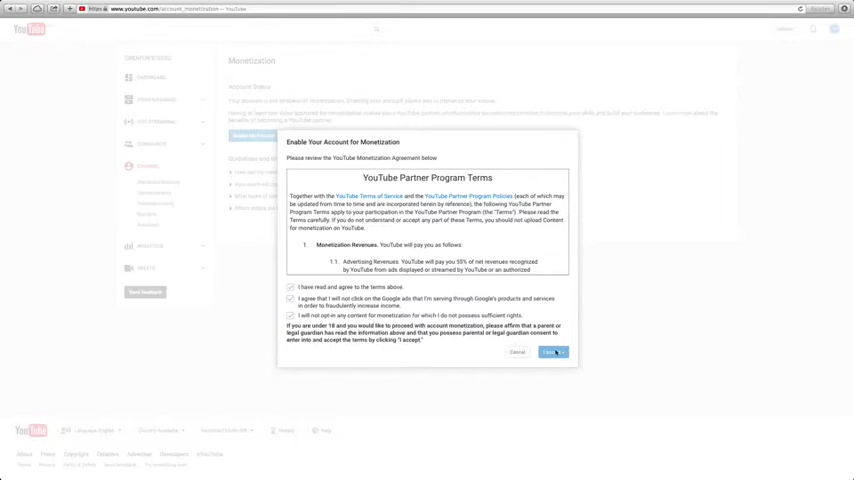 www.youtube.com/account_monetization — YouTube
YouTube
Monetization
CREATOR STUDIO
DASHBOARD
Account Status
LIVE STREAMING
COMMUNITY
CHANNEL
ANALYTICS
CREATE
Send feedback
Enable Your Account for Monetization
Please review the YouTube Monetization Agreement below
YouTube Partner Program Terms
Together with the YouTube Terms of Service and the YouTube Partner Program Policies (each of which may
be updated from time to time and are incorporated herein by reference), the following YouTube Partner
Program Terms apply to your participation in the YouTube Partner Program (the "Terms"). Please read the
Terms carefully. If you do not understand or accept any part of these Terms, you should not upload Content
for monetization on YouTube.
1. Monetization Revenues. YouTube will pay you as follows:
1.1. Advertising Revenues. YouTube will pay you 55% of net revenues recognized
by YouTube from ads displayed or streamed by YouTube or an authorized
I have read and agree to the terms above.
I agree that I will not click on the Google ads that I'm serving through Google's products and services
in order to fraudulently increase income.
I will not opt-in any content for monetization for which I do not possess sufficient rights.
If you are under 18 and you would like to proceed with account monetization, please affirm that a parent or
legal guardian has read the information above and that you possess parental or legal guardian consent to
enter into and accept the terms by clicking "I accept."
Cancel
YouTube
Language: English
Country: Australia
History
Help
About Press Copyright Creators Advertise Developers +YouTube
Terms Privacy Policy & Safety Send feedback Try something new!